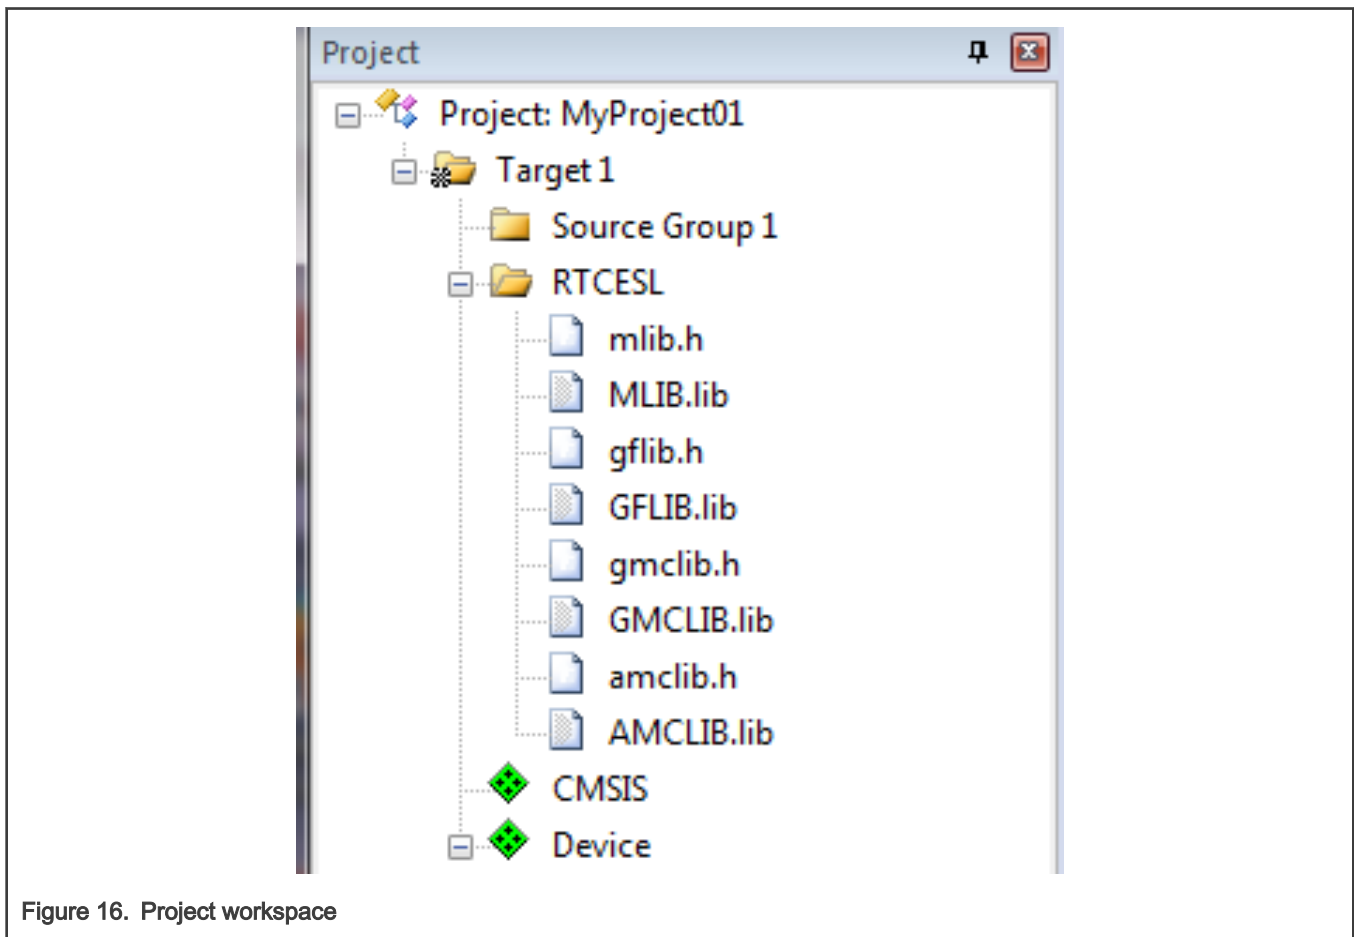 Project
Project: MyProject01
Target 1
Source Group 1
RTCESL
mlib.h
MLIB.lib
gflib.h
GFLIB.lib
gmclib.h
GMCLIB.lib
amclib.h
AMCLIB.lib
CMSIS
Device
Figure 16. Project workspace